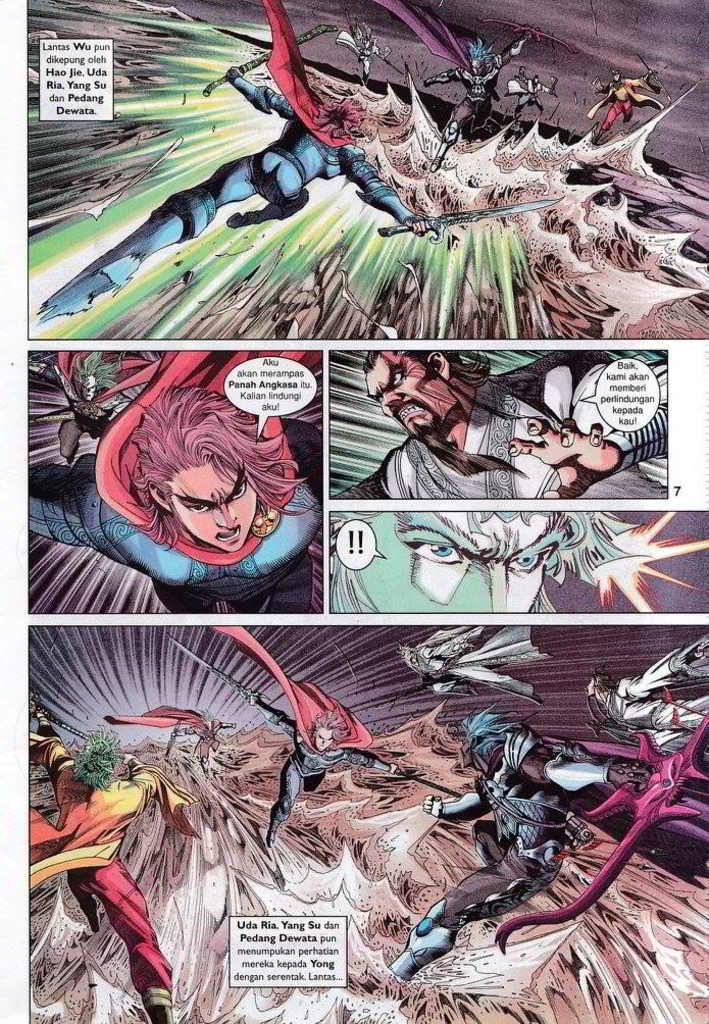 Lantas Wu pun
dikepung oleh
Hao Jie, Uda
Ria, Yang Su
dan Pedang
Dewata.
Aku
akan merampas
Panah Angkasa itu.
Kalian lindungi
aku!
Baik,
kami akan
memberi
perlindungan
kepada
kau!
7
!!
Uda Ria, Yang Su dan
Pedang Dewata pun
menumpukan perhatian
mereka kepada Yong
dengan serentak. Lantas...